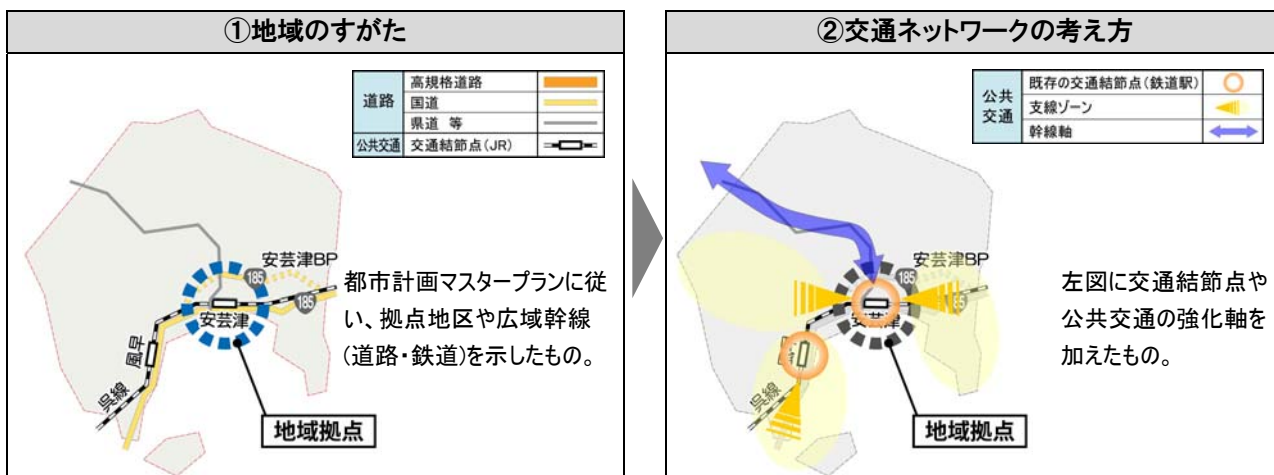 ①地域のすがた
道路
高規格道路
国道
県道 等
公共交通
交通結節点(JR)
185
安芸津BP
185
安芸津
風早
呉線
地域拠点
都市計画マスタープランに従
い、拠点地区や広域幹線
(道路・鉄道)を示したもの。
②交通ネットワークの考え方
公共
交通
既存の交通結節点(鉄道駅)
支線ゾーン
幹線軸
185
安芸津BP
185
安芸津
呉線
地域拠点
左図に交通結節点や
公共交通の強化軸を
加えたもの。